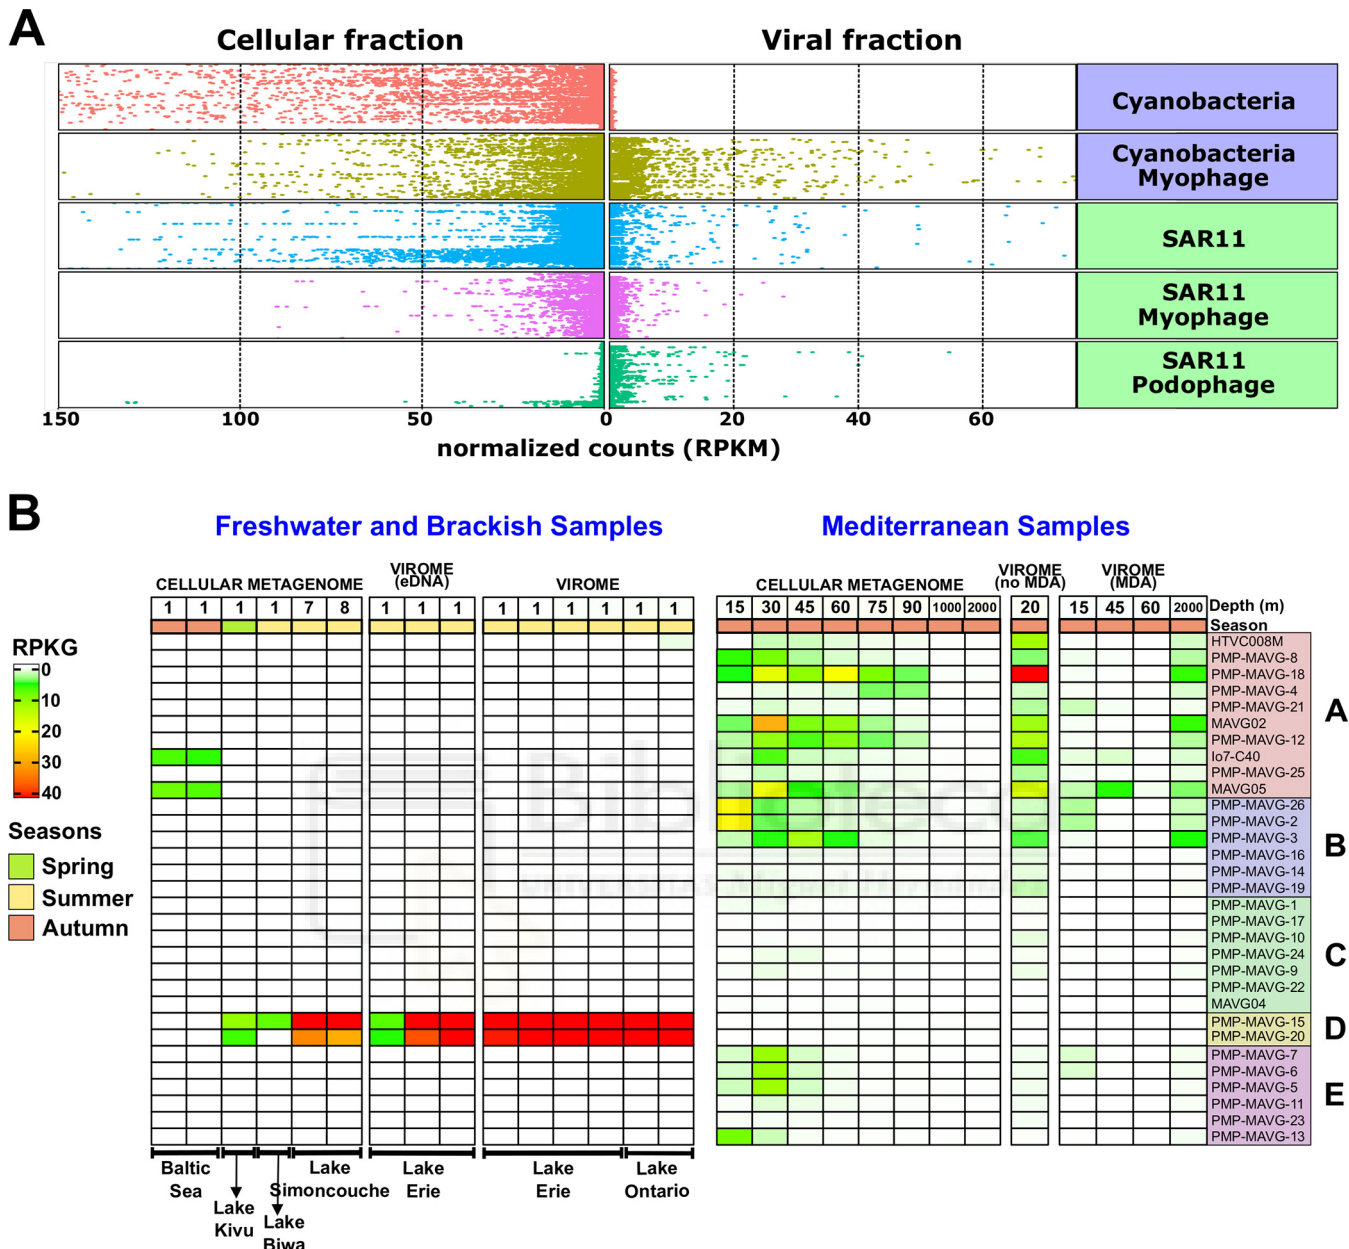 A
Cellular fraction
Viral fraction
Cyanobacteria
Cyanobacteria
Myophage
SAR11
SAR11
Myophage
SAR11
Podophage
150 100 50 0 20 40 60
normalized counts (RPKM)
B
Freshwater and Brackish Samples
Mediterranean Samples
CELLULAR METAGENOME
VIROME
(eDNA)
VIROME
CELLULAR METAGENOME
VIROME
(no MDA)
VIROME
(MDA)
1 1 1 1 7 8 1 1 1 1 1 1 1 1 1
15 30 45 60 75 90 1000 2000 20 15 45 60 2000 Depth (m)
Season
RPKG
0
10
20
30
40
Seasons
Spring
Summer
Autumn
HTVC008M
PMP-MAVG-8
PMP-MAVG-18
PMP-MAVG-4
PMP-MAVG-21
MAVG02
PMP-MAVG-12
Io7-C40
PMP-MAVG-25
MAVG05
A
PMP-MAVG-26
PMP-MAVG-2
PMP-MAVG-3
PMP-MAVG-16
PMP-MAVG-14
PMP-MAVG-19
B
PMP-MAVG-1
PMP-MAVG-17
PMP-MAVG-10
PMP-MAVG-24
PMP-MAVG-9
PMP-MAVG-22
MAVG04
C
PMP-MAVG-15
PMP-MAVG-20
D
PMP-MAVG-7
PMP-MAVG-6
PMP-MAVG-5
PMP-MAVG-11
PMP-MAVG-23
PMP-MAVG-13
E
Baltic
Sea
Lake
Kivu
Lake
Biwa
Lake
Simoncouche
Lake
Erie
Lake
Erie
Lake
Ontario
Biblioteca
UNIVERSITAS Miguel Hernández